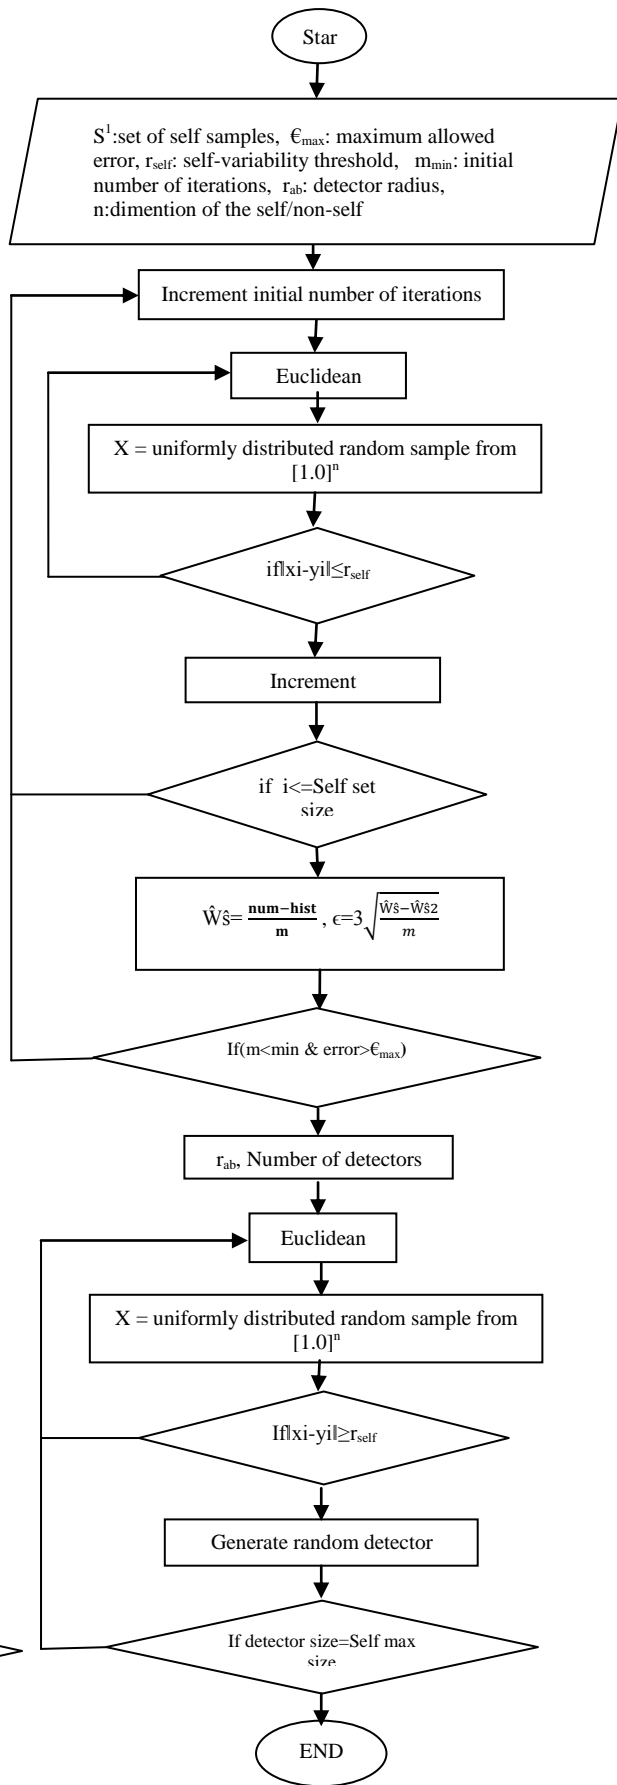 Star
S¹:set of self samples, €max: maximum allowed
error, rself: self-variability threshold, mmin: initial
number of iterations, rab: detector radius,
n:dimention of the self/non-self
Increment initial number of iterations
Euclidean
X = uniformly distributed random sample from
[1.0]ⁿ
if‖xi-yi‖≤rself
Increment
if i<=Self set
size
Ŵŝ= num−hist/m , ϵ=3√(Ŵŝ−Ŵŝ2/m)
If(m<min & error>€max)
rab, Number of detectors
Euclidean
X = uniformly distributed random sample from
[1.0]ⁿ
If‖xi-yi‖≥rself
Generate random detector
If detector size=Self max
size
END